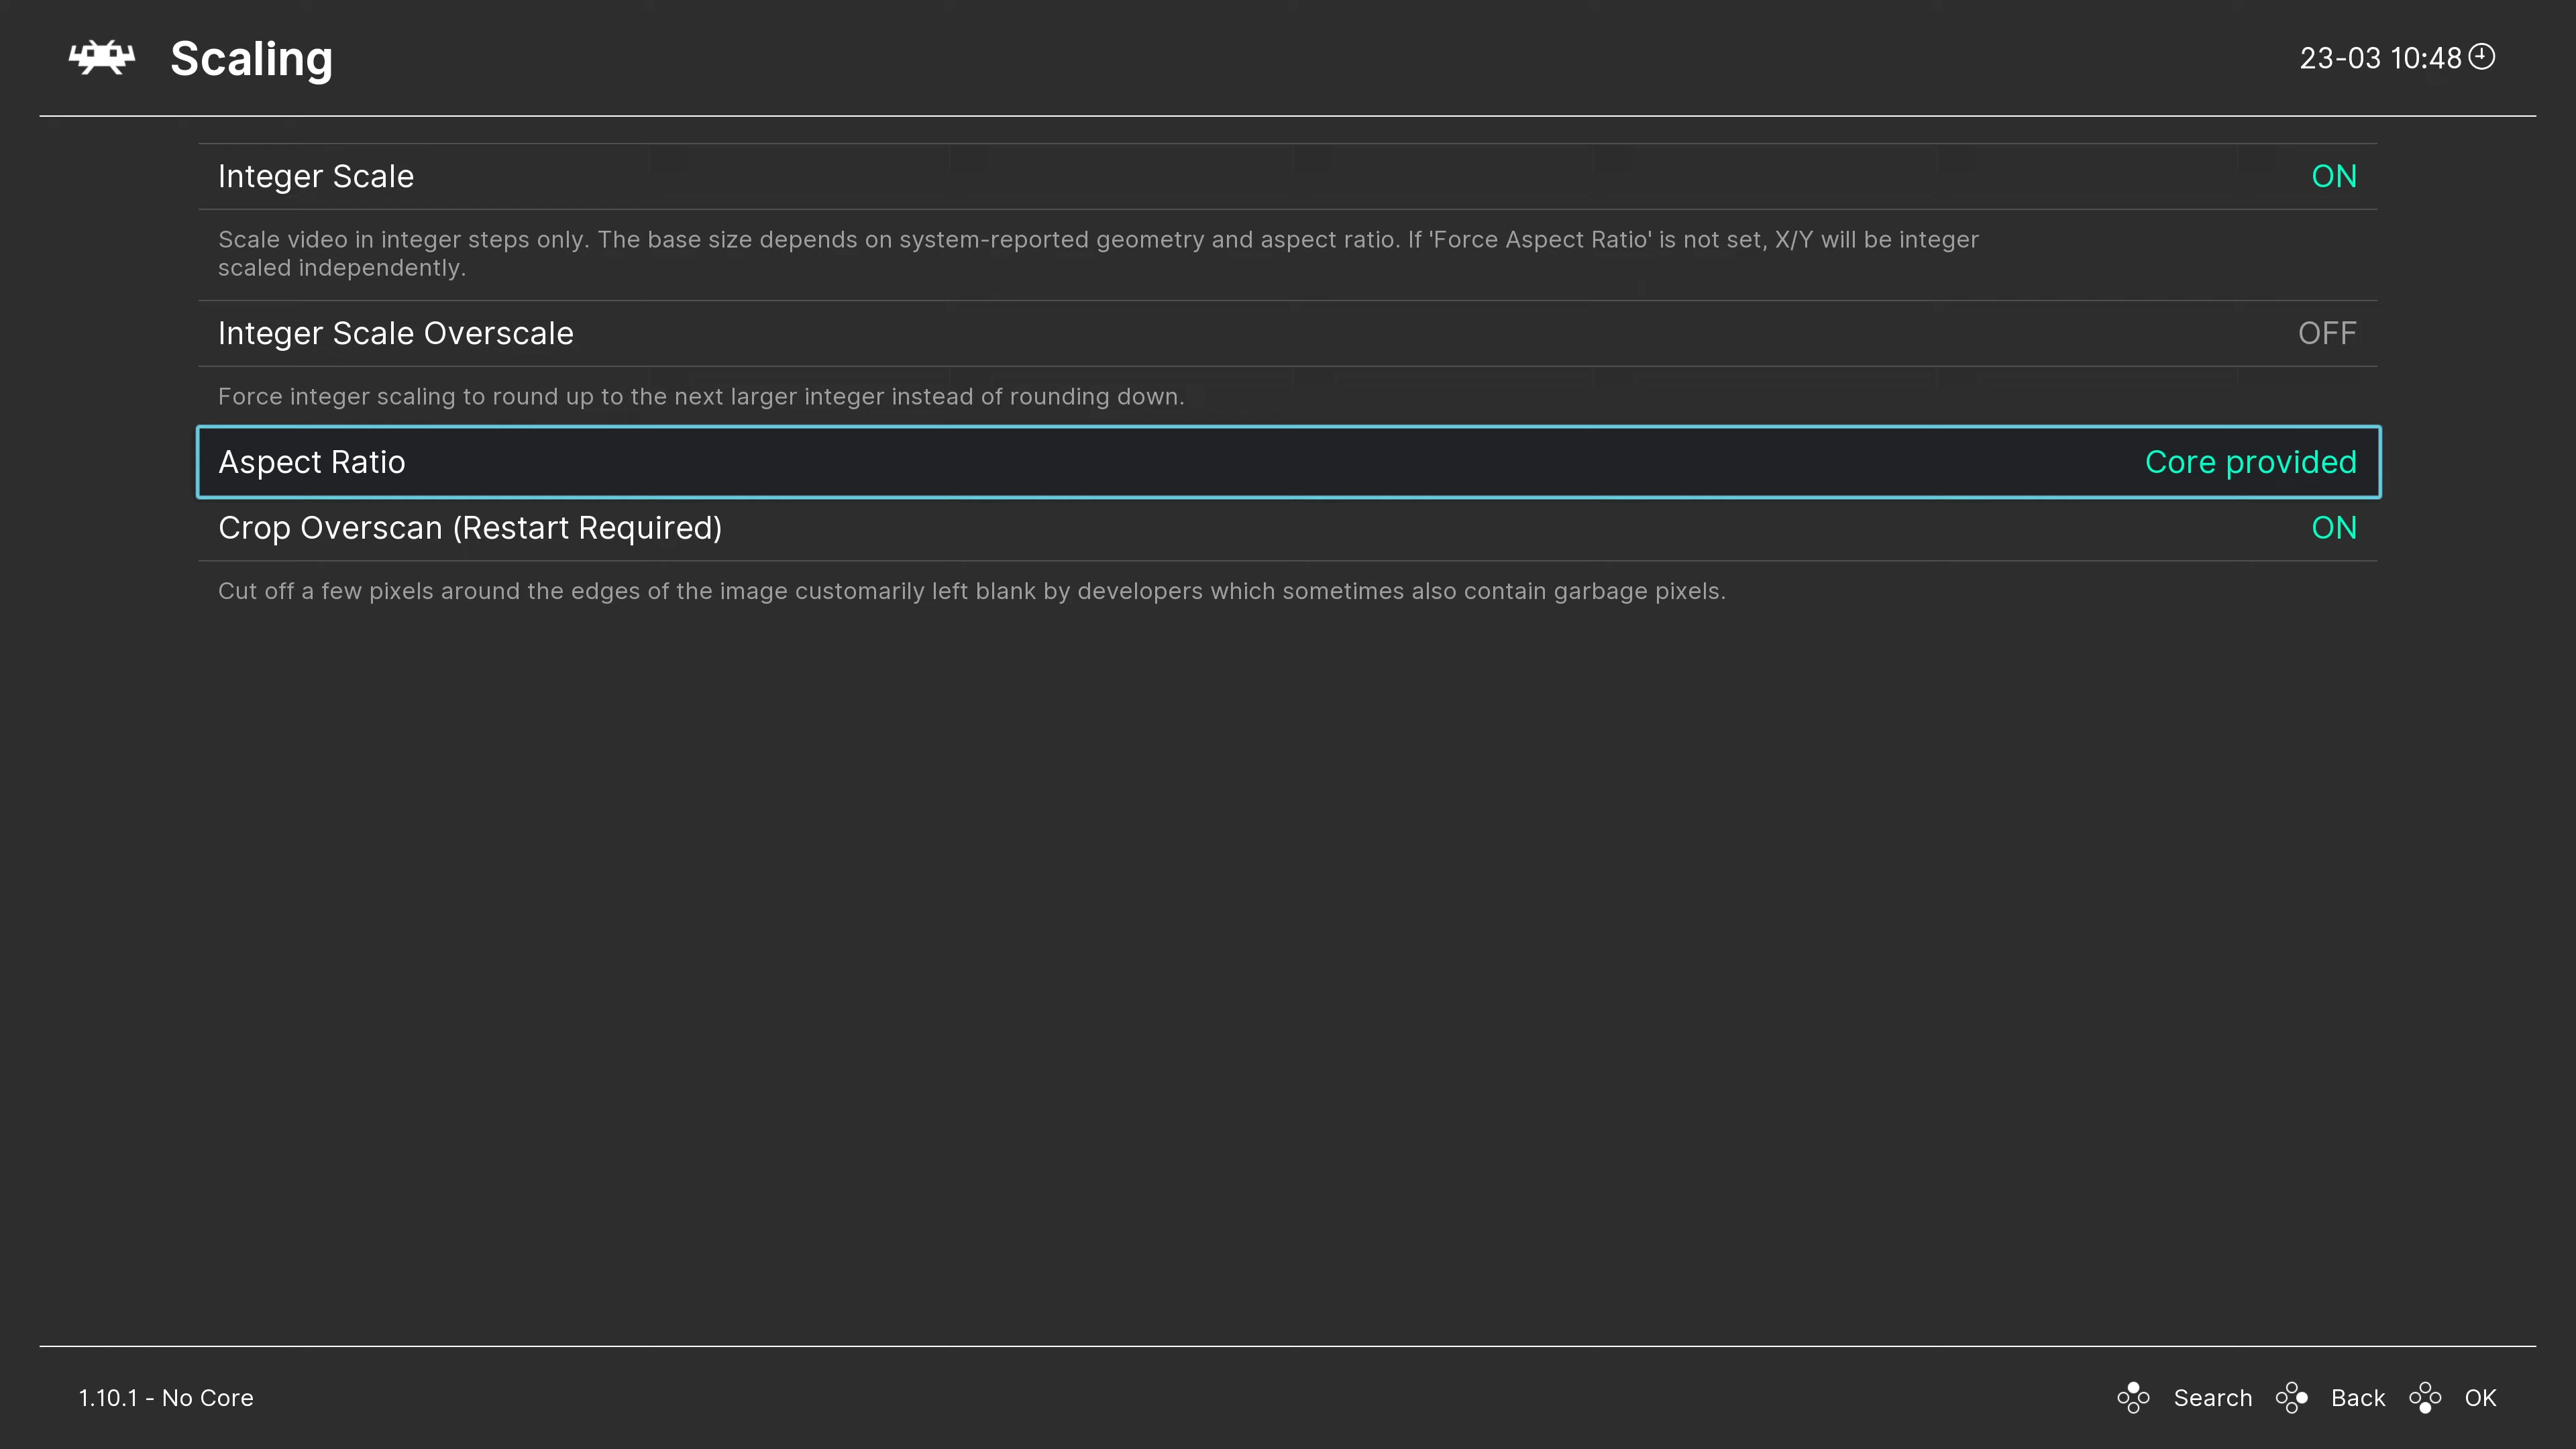 Scaling
23-03 10:48
Integer Scale ON
Scale video in integer steps only. The base size depends on system-reported geometry and aspect ratio. If 'Force Aspect Ratio' is not set, X/Y will be integer
scaled independently.
Integer Scale Overscale OFF
Force integer scaling to round up to the next larger integer instead of rounding down.
Aspect Ratio Core provided
Crop Overscan (Restart Required) ON
Cut off a few pixels around the edges of the image customarily left blank by developers which sometimes also contain garbage pixels.
1.10.1 - No Core
Search Back OK